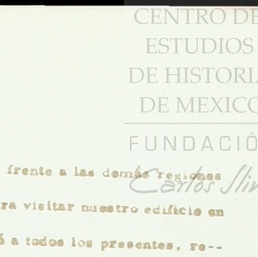 CENTRO DE
ESTUDIOS
DE HISTORIA
DE MEXICO
FUNDACIÓ
Carlos Slim
frente a las demás regiones
ra visitar nuestro edificio en
ó a todos los presentes, re--